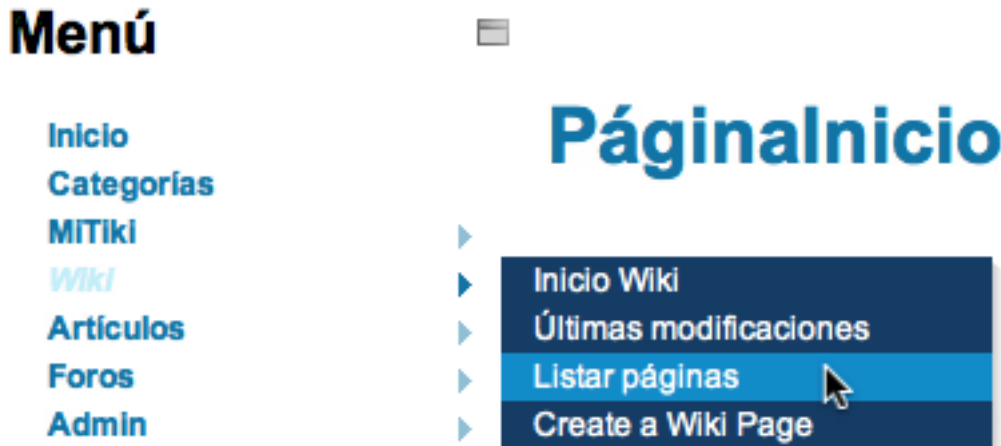 Menú
PáginaInicio
Inicio
Categorías
MiTiki
Wiki
Artículos
Foros
Admin
Inicio Wiki
Últimas modificaciones
Listar páginas
Create a Wiki Page